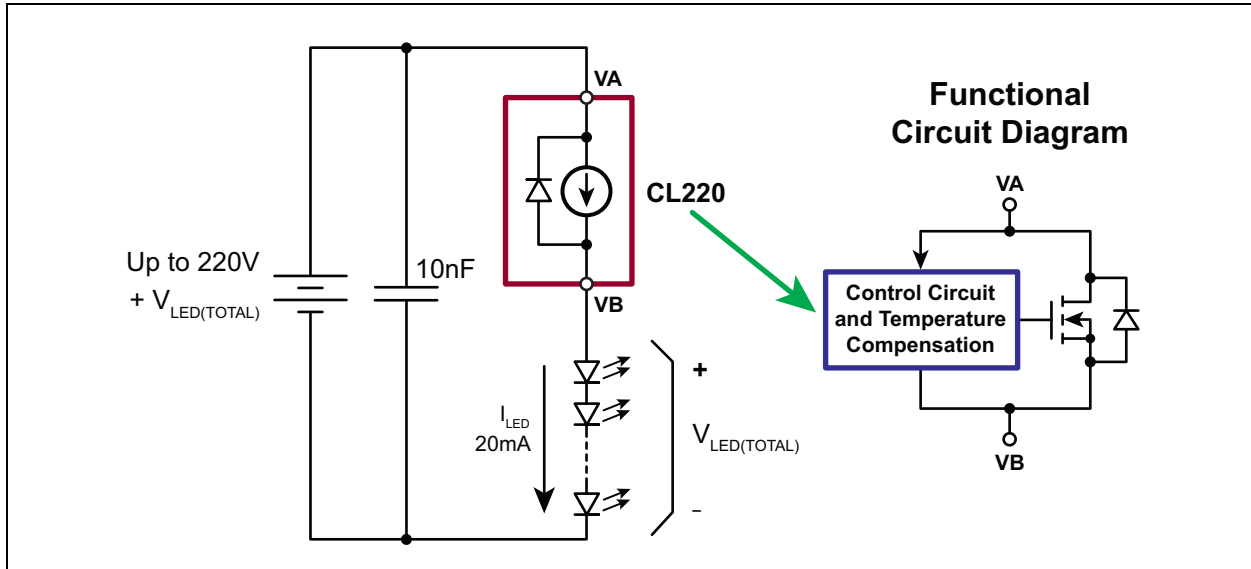 VA
Up to 220V
+ VLED(TOTAL)
10nF
CL220
VB
ILED
20mA
+
VLED(TOTAL)
–
Functional
Circuit Diagram
VA
Control Circuit
and Temperature
Compensation
VB